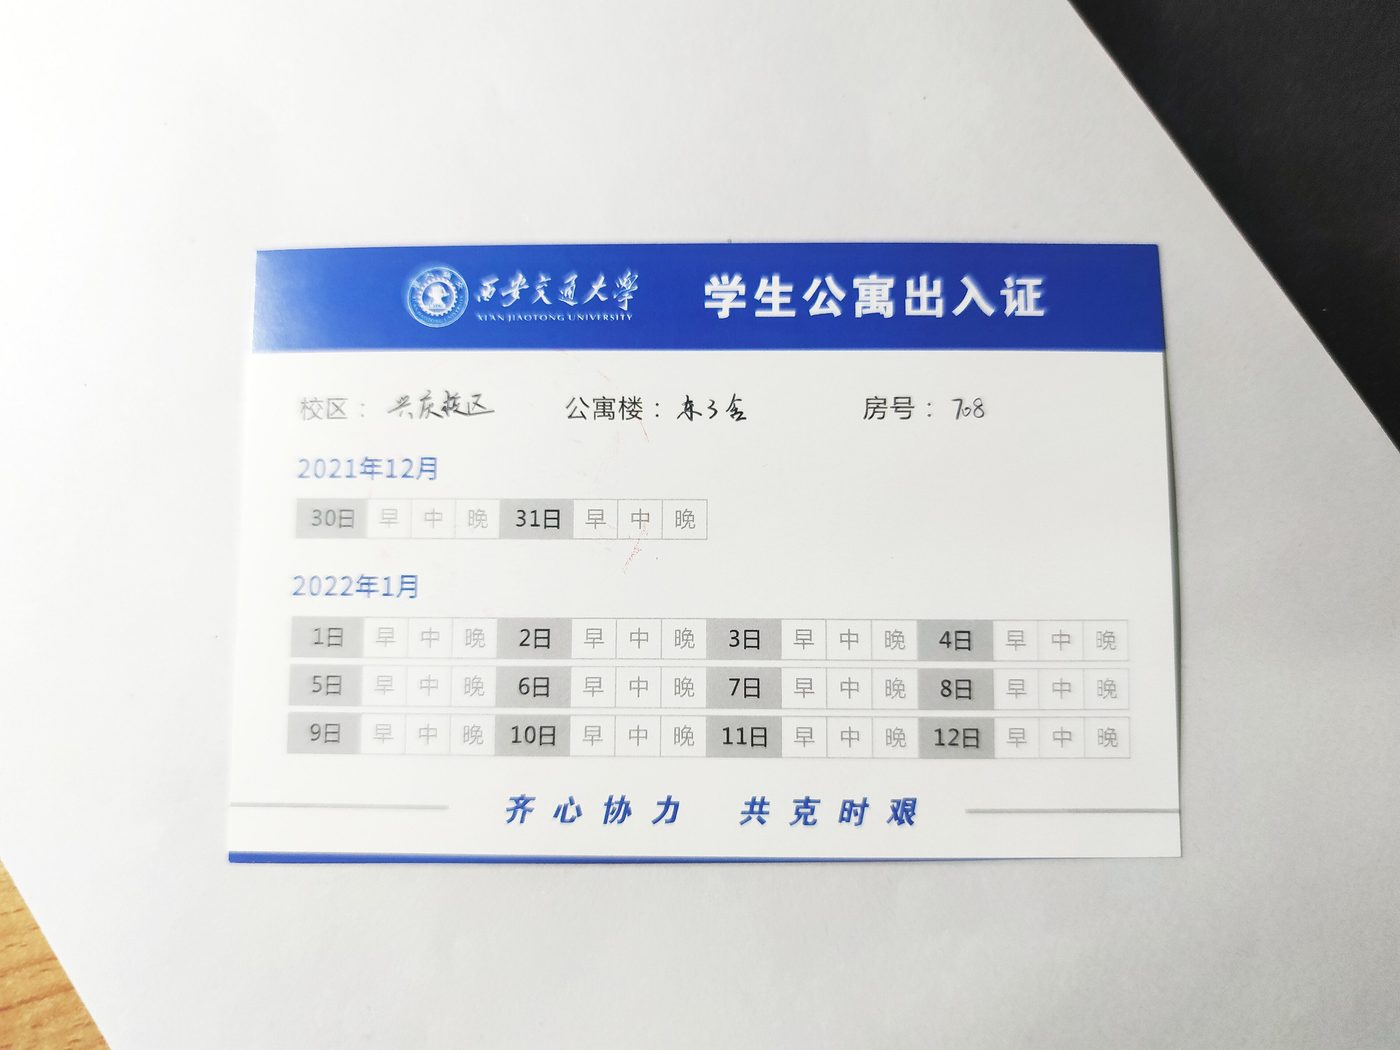 西安交通大学 学生公寓出入证
XI'AN JIAOTONG UNIVERSITY
校区： 兴庆校区 公寓楼： 东3舍 房号： 708
2021年12月
30日 早 中 晚 31日 早 中 晚
2022年1月
1日 早 中 晚 2日 早 中 晚 3日 早 中 晚 4日 早 中 晚
5日 早 中 晚 6日 早 中 晚 7日 早 中 晚 8日 早 中 晚
9日 早 中 晚 10日 早 中 晚 11日 早 中 晚 12日 早 中 晚
齐心协力 共克时艰